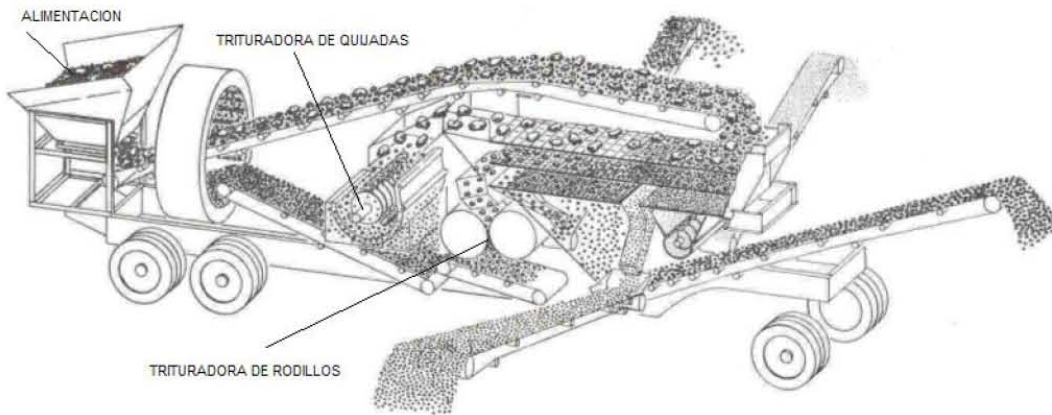 ALIMENTACION
TRITURADORA DE QUIJADAS
TRITURADORA DE RODILLOS